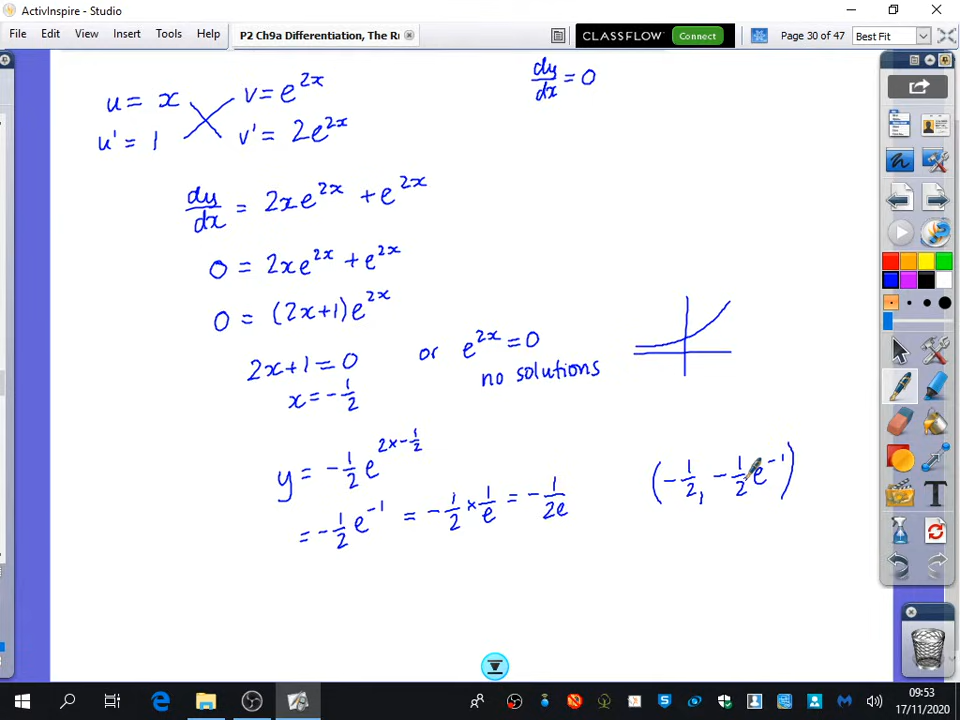 ActivInspire - Studio
File Edit View Insert Tools Help
P2 Ch9a Differentiation, The Ru
CLASSFLOW Connect
Page 30 of 47
Best Fit
u = x v = e^{2x}
u' = 1 v' = 2e^{2x}
dy/dx = 0
dy/dx = 2xe^{2x} + e^{2x}
0 = 2xe^{2x} + e^{2x}
0 = (2x+1)e^{2x}
2x+1 = 0 or e^{2x} = 0
x = -1/2 no solutions
y = -1/2 e^{2x-1/2}
= -1/2 e^{-1} = -1/2 × 1/e = -1/2e
(-1/2, -1/2 e^{-1})
09:53
17/11/2020